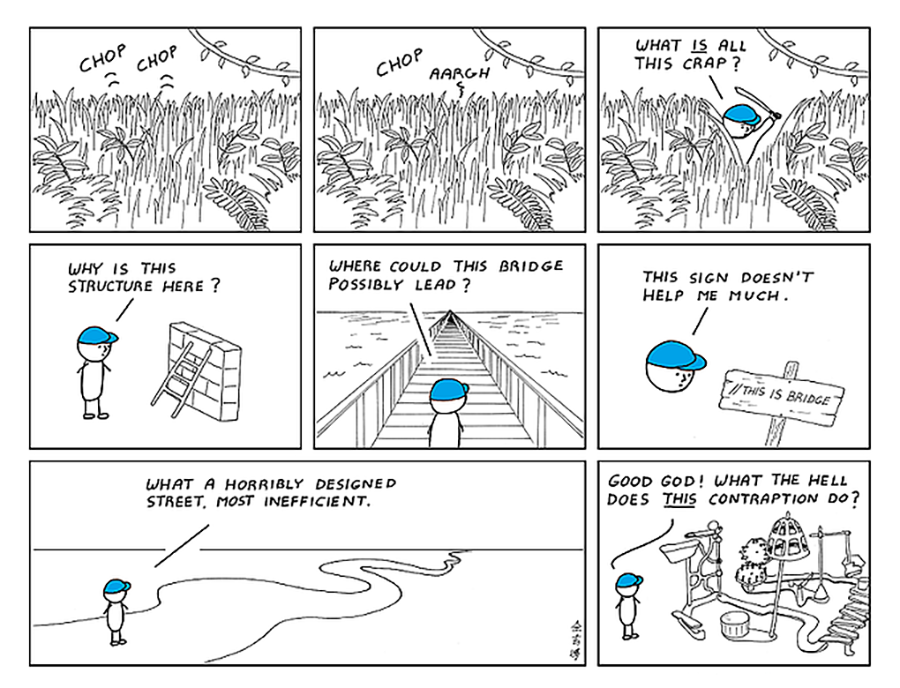 CHOP
CHOP
CHOP
AARGH
WHAT IS ALL
THIS CRAP?
WHY IS THIS
STRUCTURE HERE?
WHERE COULD THIS BRIDGE
POSSIBLY LEAD?
THIS SIGN DOESN'T
HELP ME MUCH.
//THIS IS BRIDGE
WHAT A HORRIBLY DESIGNED
STREET. MOST INEFFICIENT.
GOOD GOD! WHAT THE HELL
DOES THIS CONTRAPTION DO?